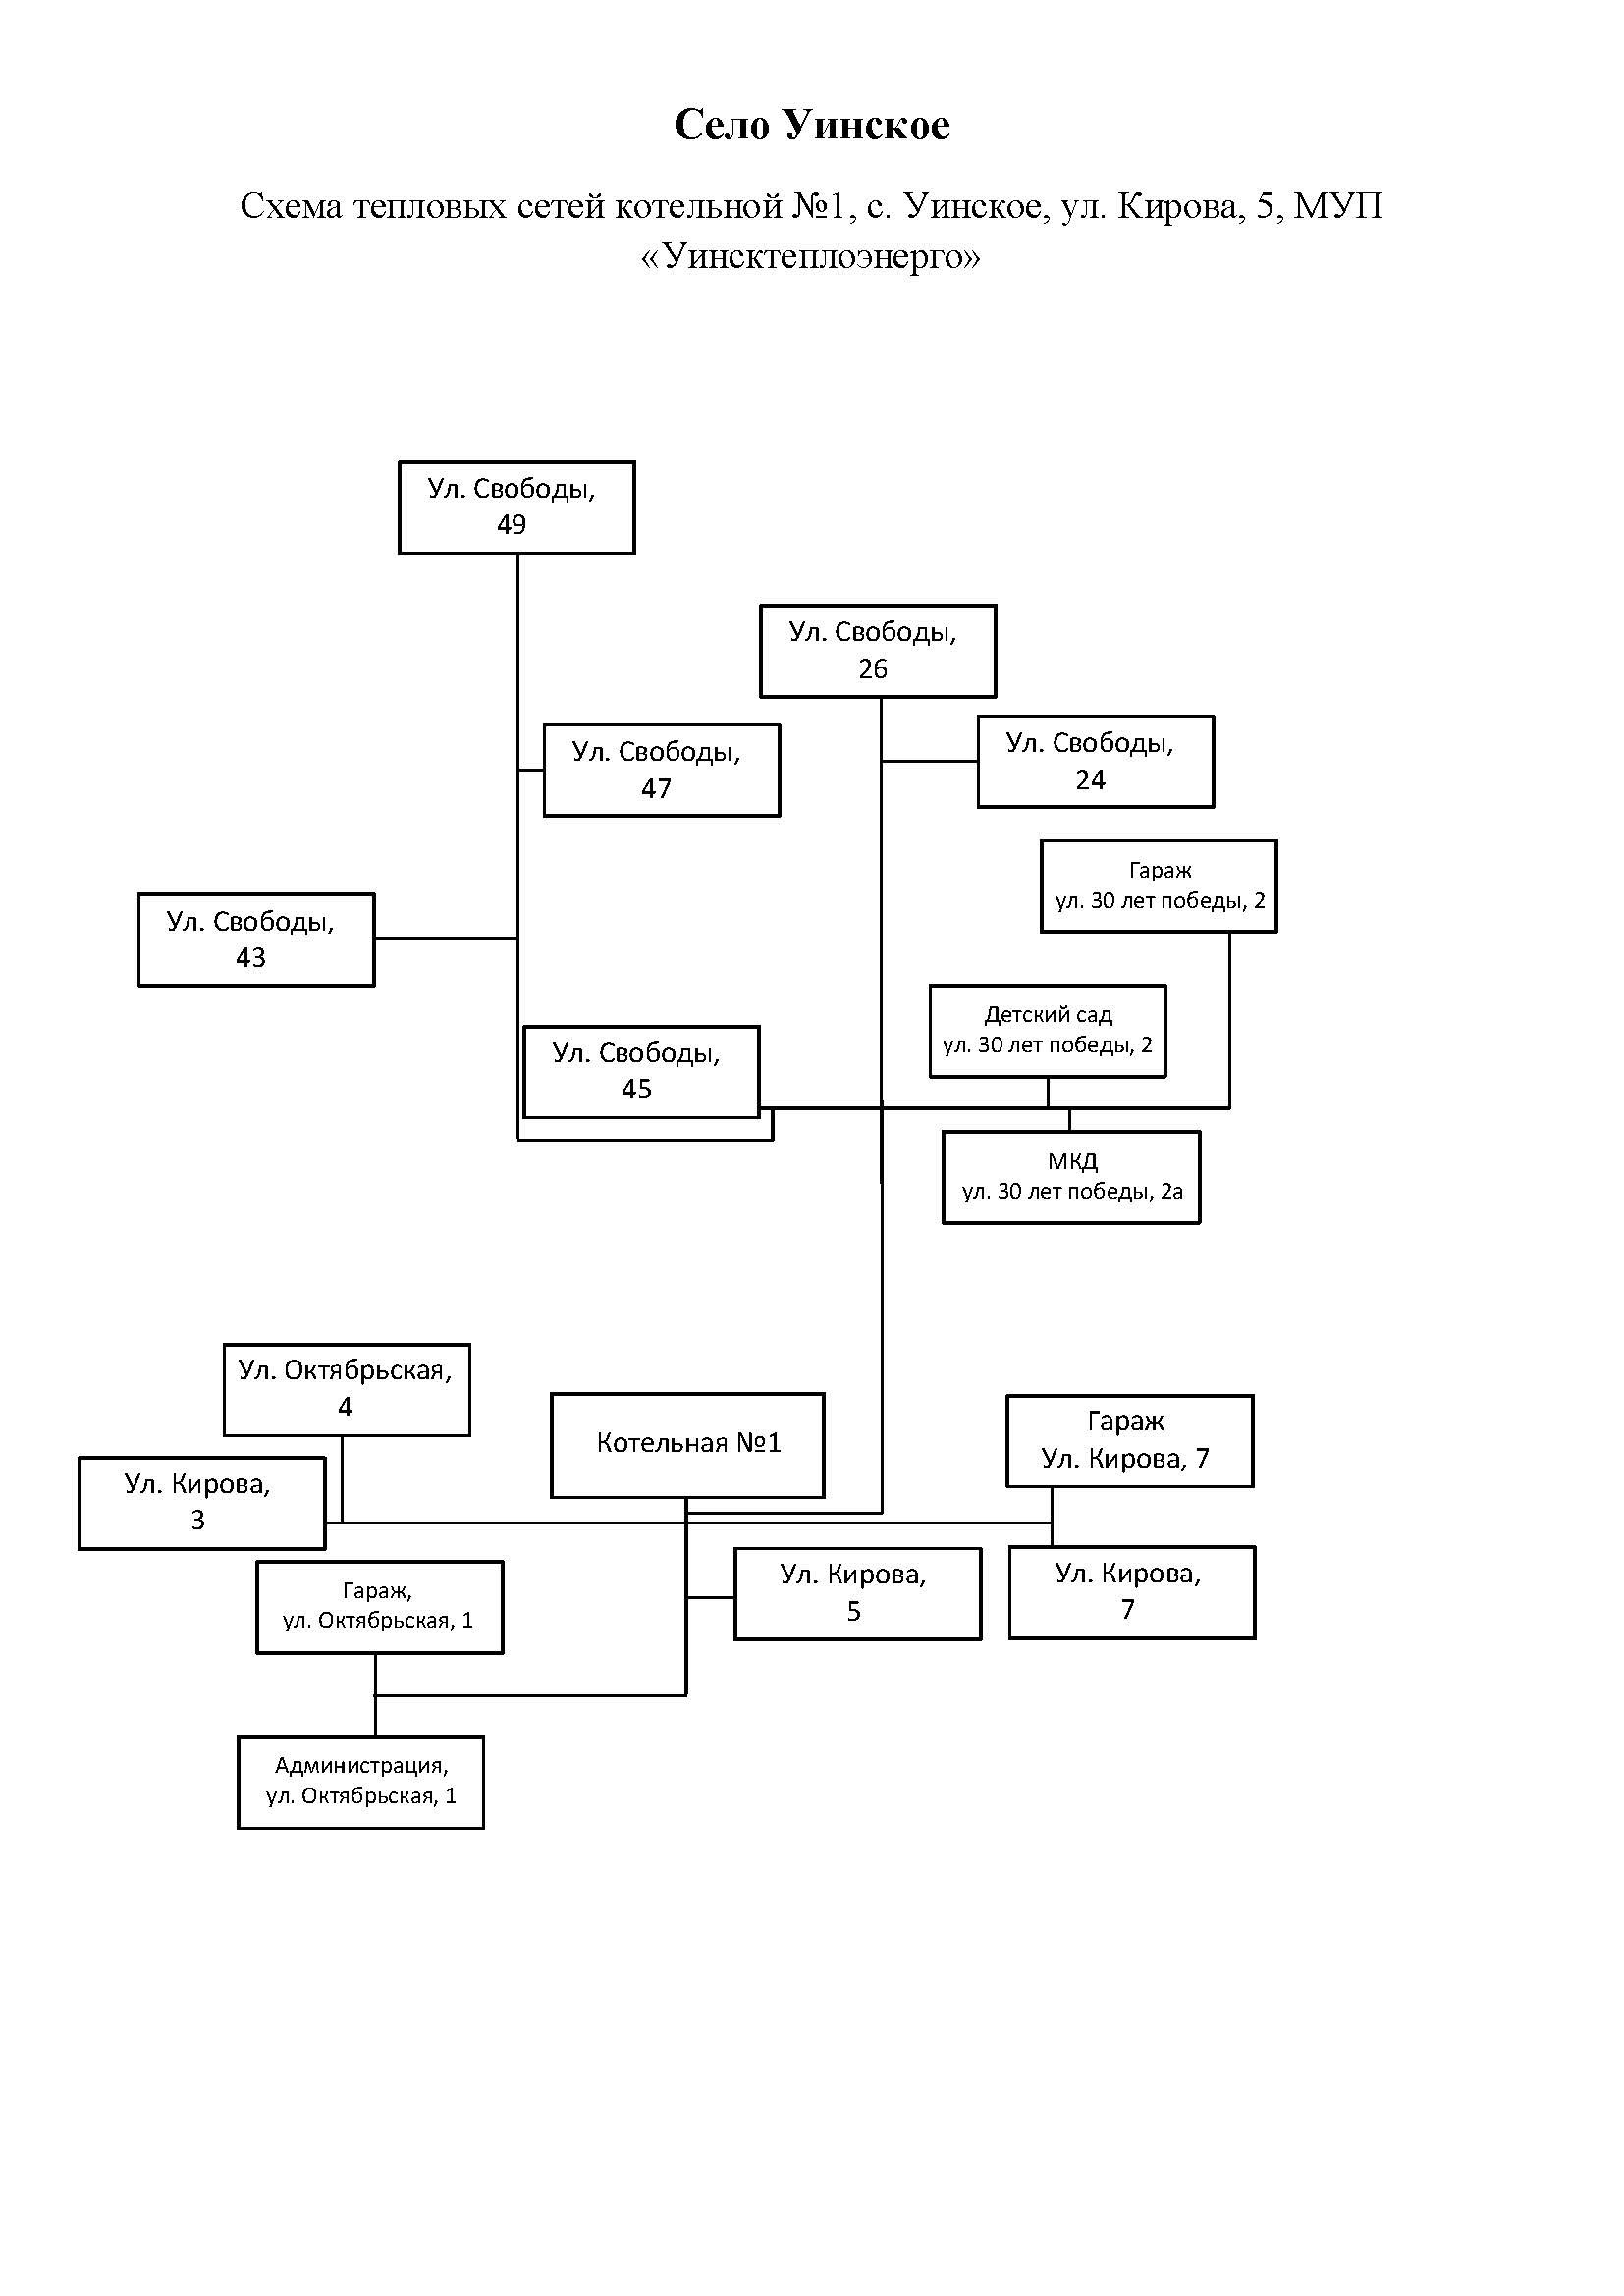 Село Уинское
Схема тепловых сетей котельной №1, с. Уинское, ул. Кирова, 5, МУП
«Уинсктеплоэнерго»
Ул. Свободы,
49
Ул. Свободы,
26
Ул. Свободы,
24
Ул. Свободы,
47
Гараж
ул. 30 лет победы, 2
Ул. Свободы,
43
Детский сад
ул. 30 лет победы, 2
Ул. Свободы,
45
МКД
ул. 30 лет победы, 2а
Ул. Октябрьская,
4
Котельная №1
Гараж
Ул. Кирова, 7
Ул. Кирова,
3
Ул. Кирова,
5
Ул. Кирова,
7
Гараж,
ул. Октябрьская, 1
Администрация,
ул. Октябрьская, 1